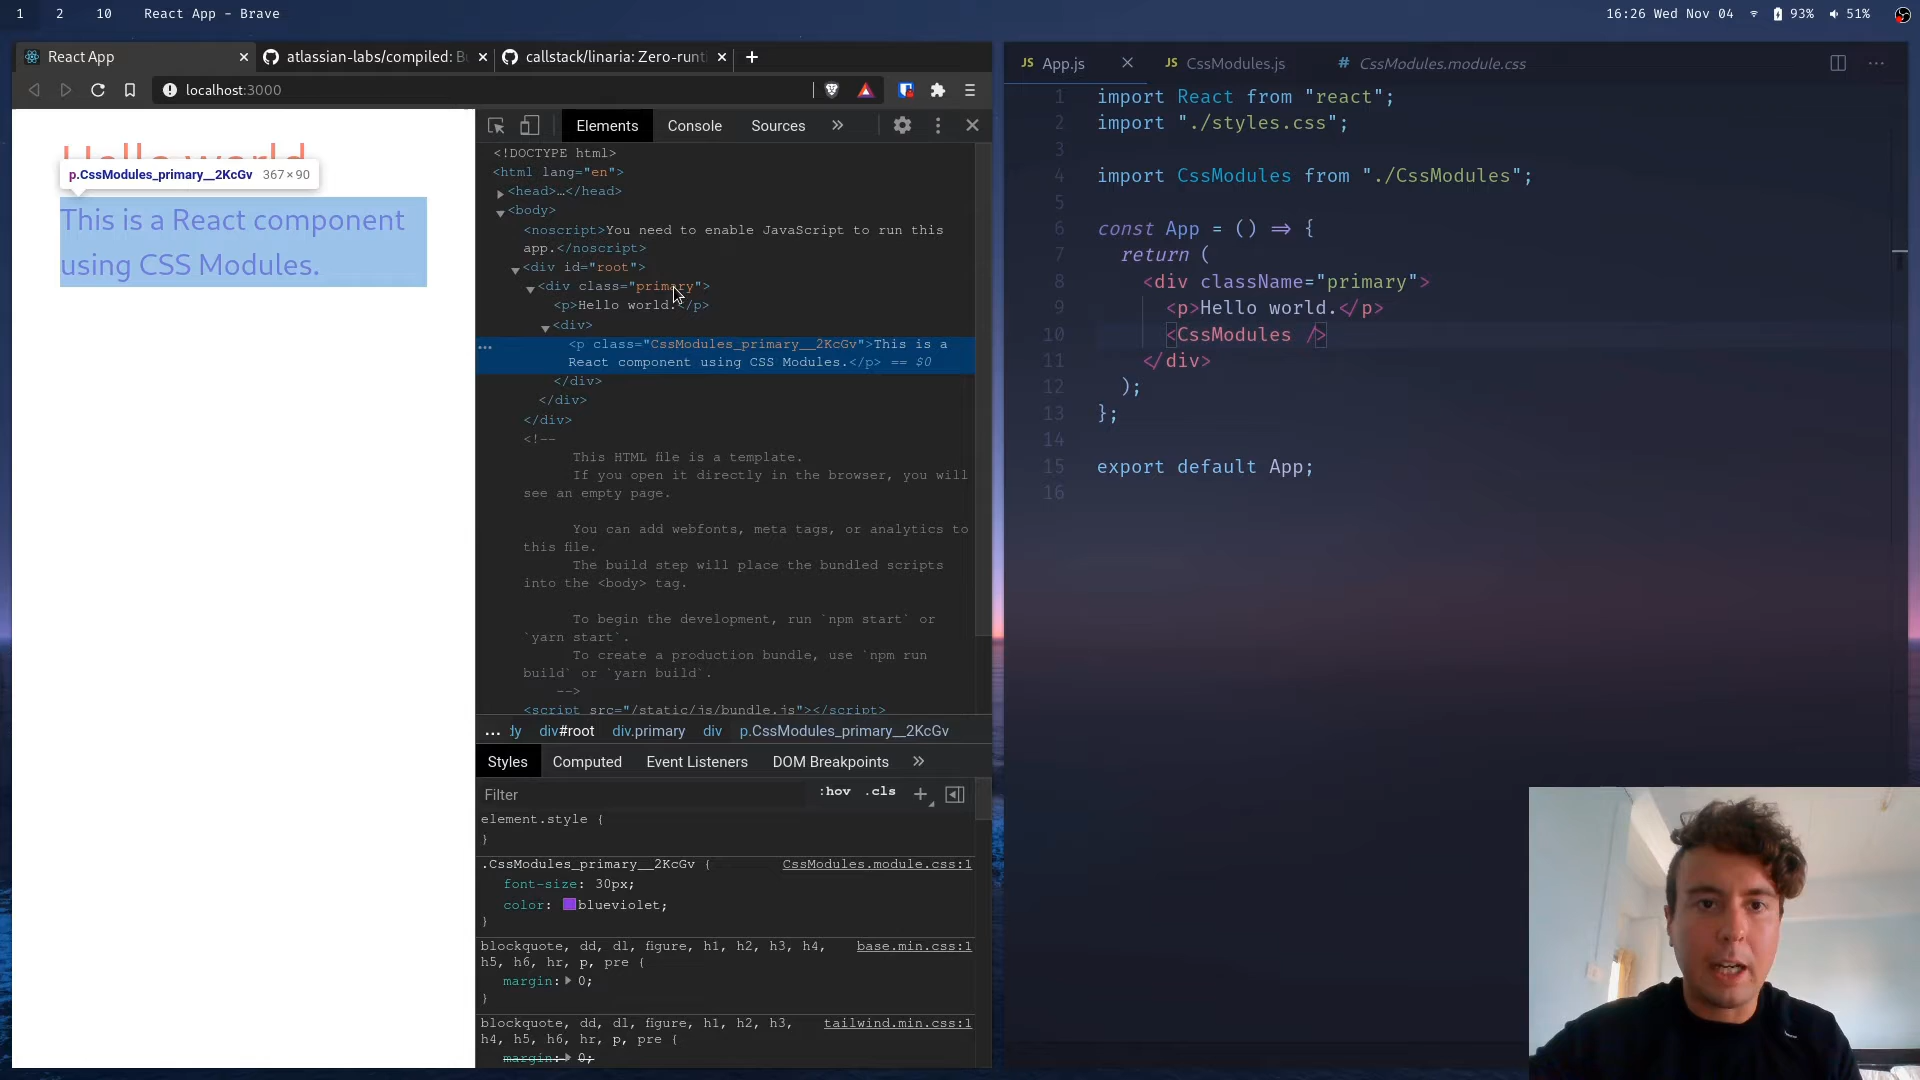 1 2 10 React App - Brave 16:26 Wed Nov 04 93% 51%
React App atlassian-labs/compiled: callstack/linaria: Zero-runti
localhost:3000
Hello world.
p.CssModules_primary__2KcGv 367 × 90
This is a React component
using CSS Modules.
Elements Console Sources »
<!DOCTYPE html>
<html lang="en">
<head>…</head>
<body>
<noscript>You need to enable JavaScript to run this
app.</noscript>
<div id="root">
<div class="primary">
<p>Hello world.</p>
<div>
<p class="CssModules_primary__2KcGv">This is a
React component using CSS Modules.</p> == $0
</div>
</div>
</div>
<!--
This HTML file is a template.
If you open it directly in the browser, you will
see an empty page.
You can add webfonts, meta tags, or analytics to
this file.
The build step will place the bundled scripts
into the <body> tag.
To begin the development, run `npm start` or
`yarn start`.
To create a production bundle, use `npm run
build` or `yarn build`.
-->
<script src="/static/js/bundle.js"></script>
... dy div#root div.primary div p.CssModules_primary__2KcGv
Styles Computed Event Listeners DOM Breakpoints »
Filter :hov .cls +
element.style {
}
.CssModules_primary__2KcGv { CssModules.module.css:1
font-size: 30px;
color: blueviolet;
}
blockquote, dd, dl, figure, h1, h2, h3, h4, base.min.css:1
h5, h6, hr, p, pre {
margin: 0;
}
blockquote, dd, dl, figure, h1, h2, h3, tailwind.min.css:1
h4, h5, h6, hr, p, pre {
margin: 0;
JS App.js JS CssModules.js # CssModules.module.css
1 import React from "react";
2 import "./styles.css";
3
4 import CssModules from "./CssModules";
5
6 const App = () => {
7 return (
8 <div className="primary">
9 <p>Hello world.</p>
10 <CssModules />
11 </div>
12 );
13 };
14
15 export default App;
16